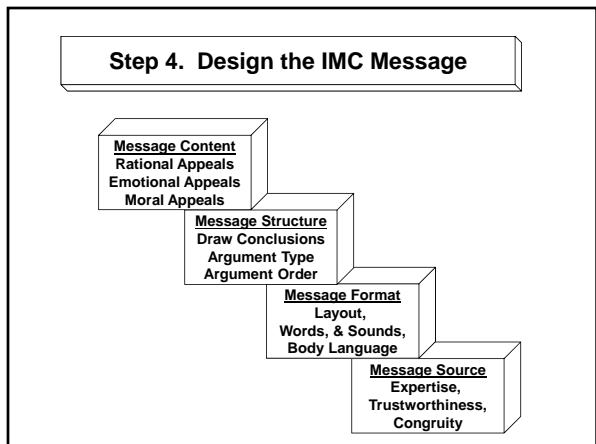 Step 4. Design the IMC Message
Message Content
Rational Appeals
Emotional Appeals
Moral Appeals
Message Structure
Draw Conclusions
Argument Type
Argument Order
Message Format
Layout,
Words, & Sounds,
Body Language
Message Source
Expertise,
Trustworthiness,
Congruity